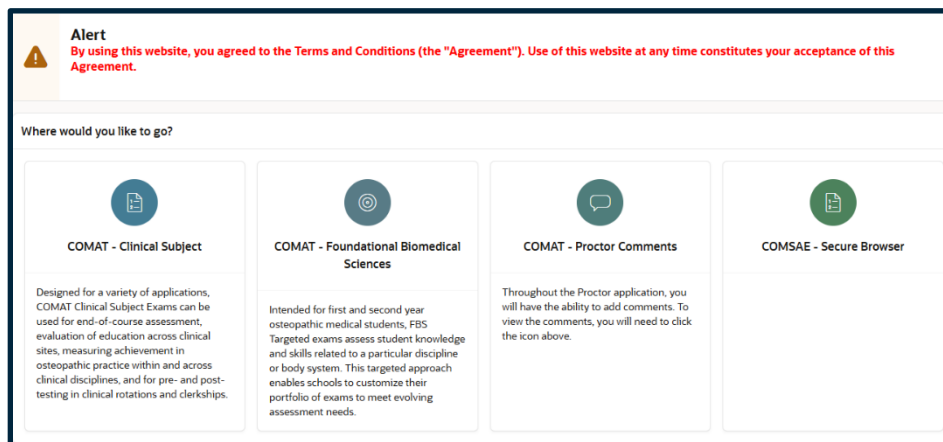 Alert
By using this website, you agreed to the Terms and Conditions (the "Agreement"). Use of this website at any time constitutes your acceptance of this
Agreement.
Where would you like to go?
COMAT - Clinical Subject
Designed for a variety of applications,
COMAT Clinical Subject Exams can be
used for end-of-course assessment,
evaluation of education across clinical
sites, measuring achievement in
osteopathic practice within and across
clinical disciplines, and for pre- and post-
testing in clinical rotations and clerkships.
COMAT - Foundational Biomedical
Sciences
Intended for first and second year
osteopathic medical students, FBS
Targeted exams assess student knowledge
and skills related to a particular discipline
or body system. This targeted approach
enables schools to customize their
portfolio of exams to meet evolving
assessment needs.
COMAT - Proctor Comments
Throughout the Proctor application, you
will have the ability to add comments. To
view the comments, you will need to click
the icon above.
COMSAE - Secure Browser